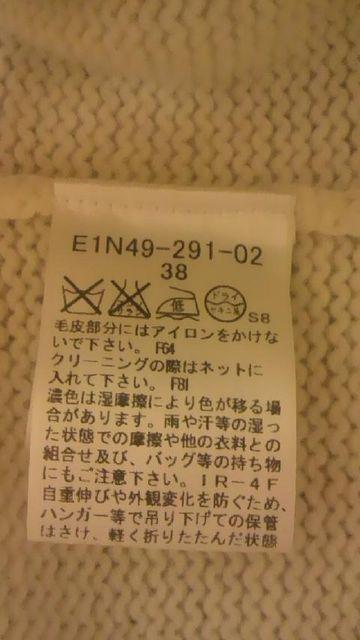 E1N49-291-02
38
低
ドライ
セキユ系
S8
毛皮部分にはアイロンをかけな
いで下さい。 F64
クリーニングの際はネットに
入れて下さい。 F81
濃色は湿摩擦により色が移る場
合があります。雨や汗等の湿っ
た状態での摩擦や他の衣料との
組合せ及び、バッグ等の持ち物
にもご注意下さい。IR-4F
自重伸びや外観変化を防ぐため、
ハンガー等で吊り下げての保管
はさけ、軽く折りたたんだ状態